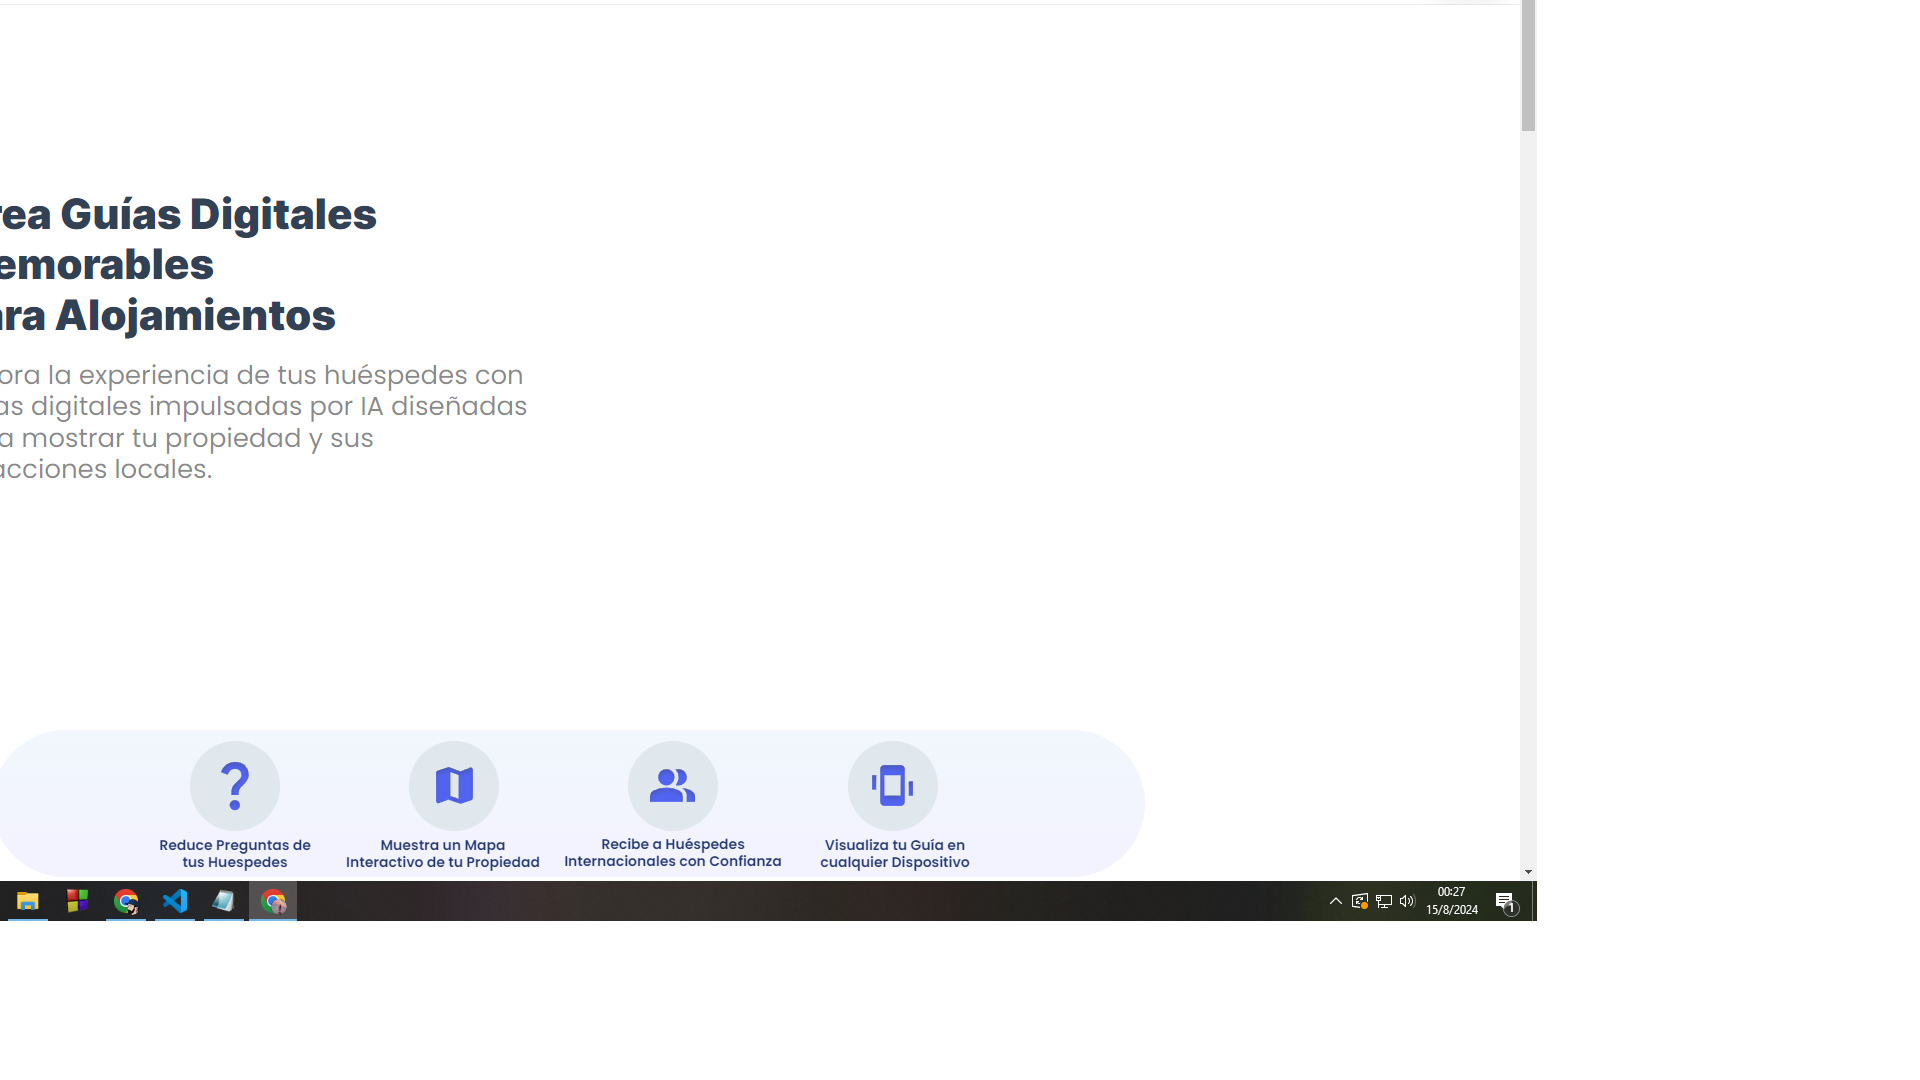 rea Guías Digitales
emorables
ara Alojamientos
ora la experiencia de tus huéspedes con
as digitales impulsadas por IA diseñadas
a mostrar tu propiedad y sus
acciones locales.
Reduce Preguntas de
tus Huespedes
Muestra un Mapa
Interactivo de tu Propiedad
Recibe a Huéspedes
Internacionales con Confianza
Visualiza tu Guía en
cualquier Dispositivo
00:27
15/8/2024
1